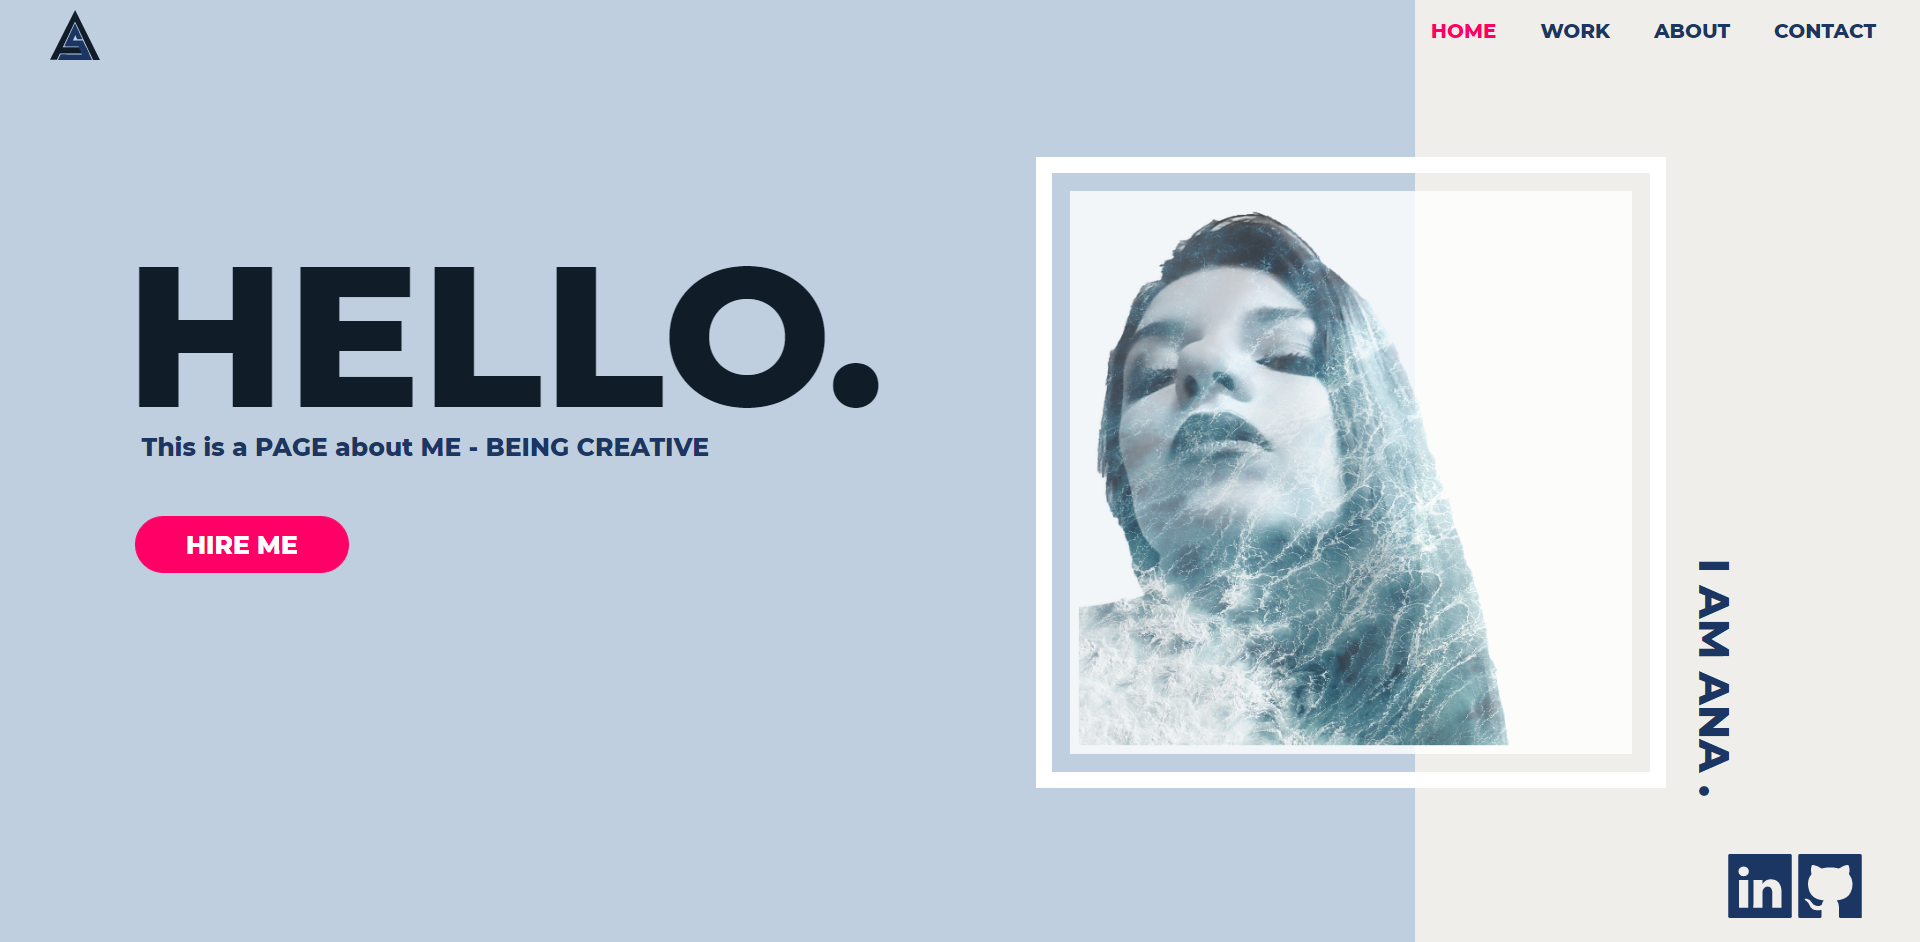 HOME WORK ABOUT CONTACT
HELLO.
This is a PAGE about ME - BEING CREATIVE
HIRE ME
I AM ANA .
in